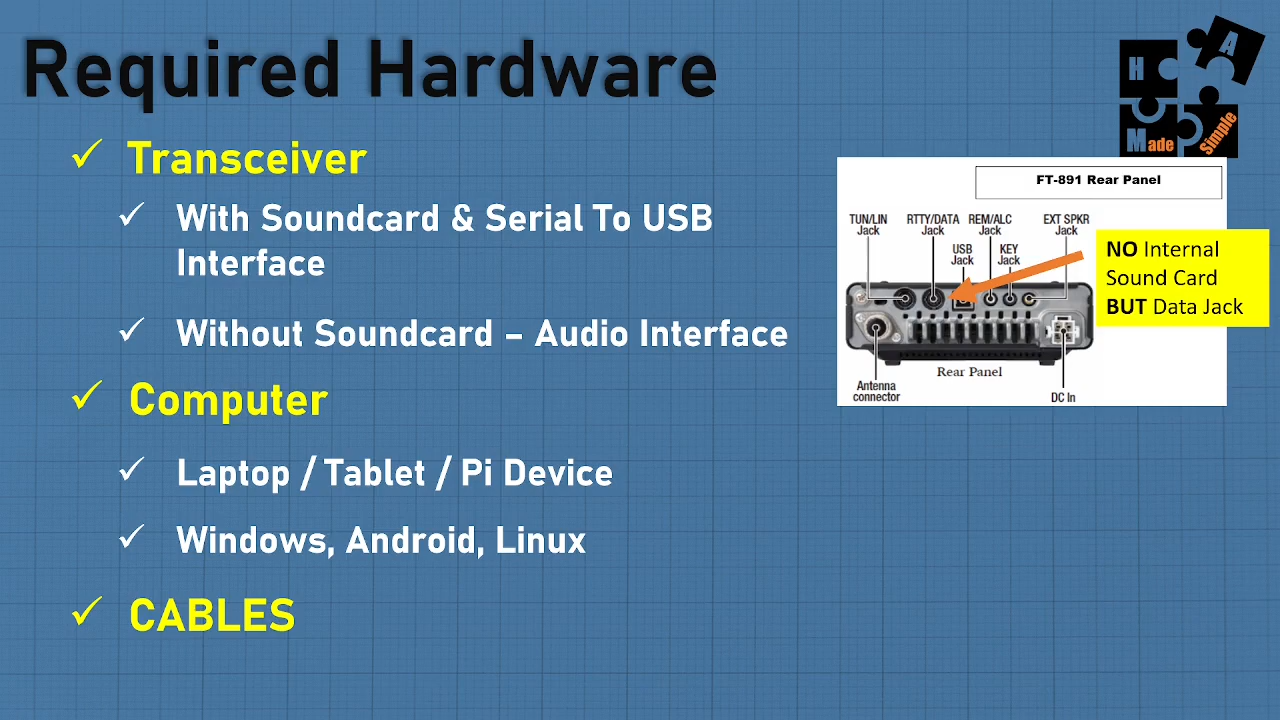 Required Hardware
H A
Made Simple
Transceiver
With Soundcard & Serial To USB
Interface
Without Soundcard – Audio Interface
Computer
Laptop / Tablet / Pi Device
Windows, Android, Linux
CABLES
FT-891 Rear Panel
TUN/LIN Jack
RTTY/DATA Jack
REM/ALC Jack
EXT SPKR Jack
USB Jack
KEY Jack
NO Internal
Sound Card
BUT Data Jack
Rear Panel
Antenna connector
DC In